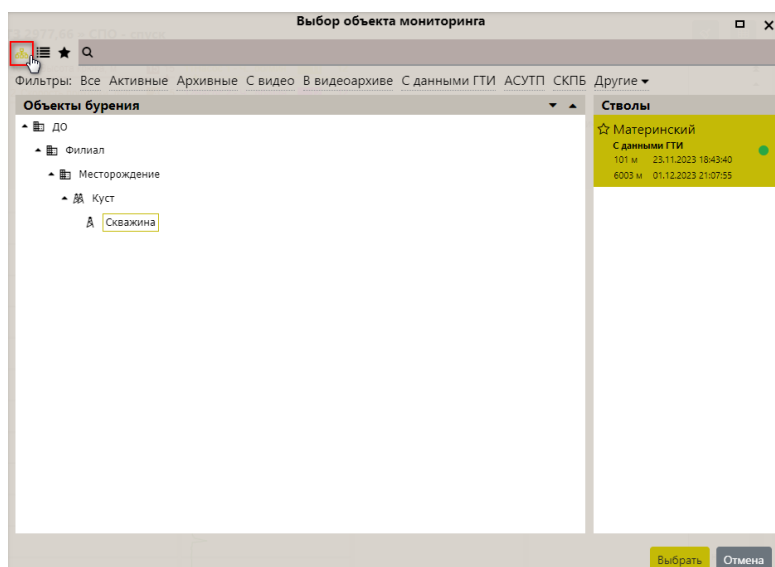 Выбор объекта мониторинга
Фильтры: Все Активные Архивные С видео В видеоархиве С данными ГТИ АСУТП СКПБ Другие
Объекты бурения
Стволы
ДО
Филиал
Месторождение
Куст
Скважина
Материнский
С данными ГТИ
101 м 23.11.2023 18:43:40
6003 м 01.12.2023 21:07:55
Выбрать Отмена